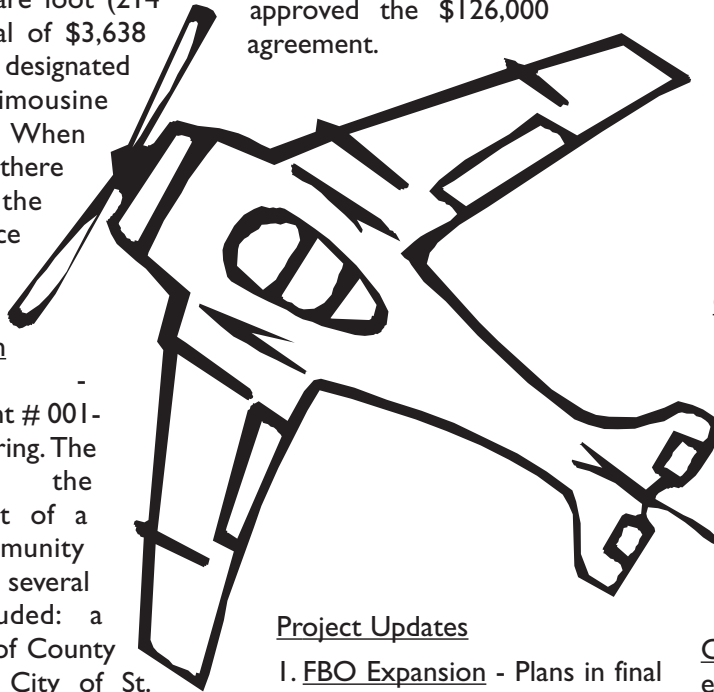 are foot (214
al of $3,638
designated
imousine
When
there
the
ce
n
-
nt # 001-
ring. The
the
t of a
munity
several
uded: a
of County
City of St.
approved the $126,000
agreement.
Project Updates
1. FBO Expansion - Plans in final
C
e